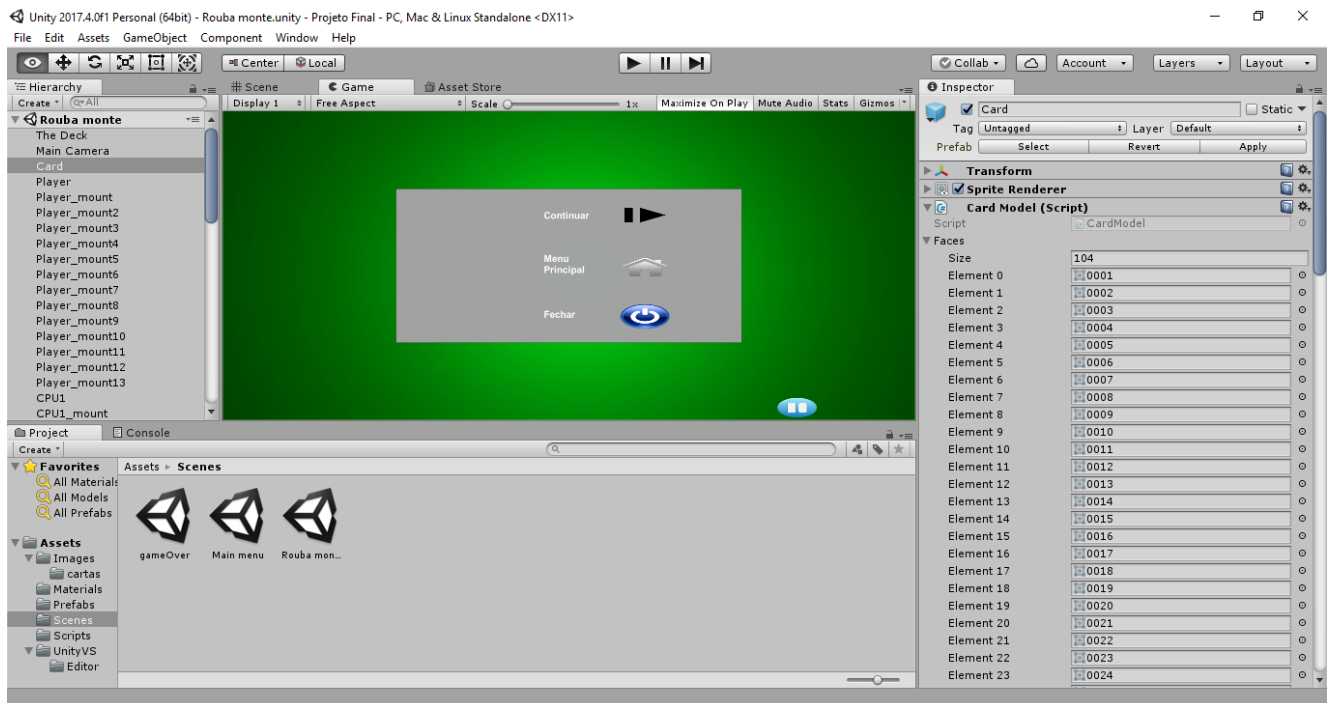 Unity 2017.4.0f1 Personal (64bit) - Rouba monte.unity - Projeto Final - PC, Mac & Linux Standalone <DX11>
File Edit Assets GameObject Component Window Help
Center Local Collab Account Layers Layout
Hierarchy
Create All
Rouba monte
The Deck
Main Camera
Card
Player
Player_mount
Player_mount2
Player_mount3
Player_mount4
Player_mount5
Player_mount6
Player_mount7
Player_mount8
Player_mount9
Player_mount10
Player_mount11
Player_mount12
Player_mount13
CPU1
CPU1_mount
Scene Game Asset Store
Display 1 Free Aspect Scale 1x Maximize On Play Mute Audio Stats Gizmos
Continuar
Menu
Principal
Fechar
Project Console
Create
Favorites
All Materials
All Models
All Prefabs
Assets
Images
cartas
Materials
Prefabs
Scenes
Scripts
UnityVS
Editor
Assets Scenes
gameOver Main menu Rouba mon...
Inspector
Card Static
Tag Untagged Layer Default
Prefab Select Revert Apply
Transform
Sprite Renderer
Card Model (Script)
Script CardModel
Faces
Size 104
Element 0 0001
Element 1 0002
Element 2 0003
Element 3 0004
Element 4 0005
Element 5 0006
Element 6 0007
Element 7 0008
Element 8 0009
Element 9 0010
Element 10 0011
Element 11 0012
Element 12 0013
Element 13 0014
Element 14 0015
Element 15 0016
Element 16 0017
Element 17 0018
Element 18 0019
Element 19 0020
Element 20 0021
Element 21 0022
Element 22 0023
Element 23 0024